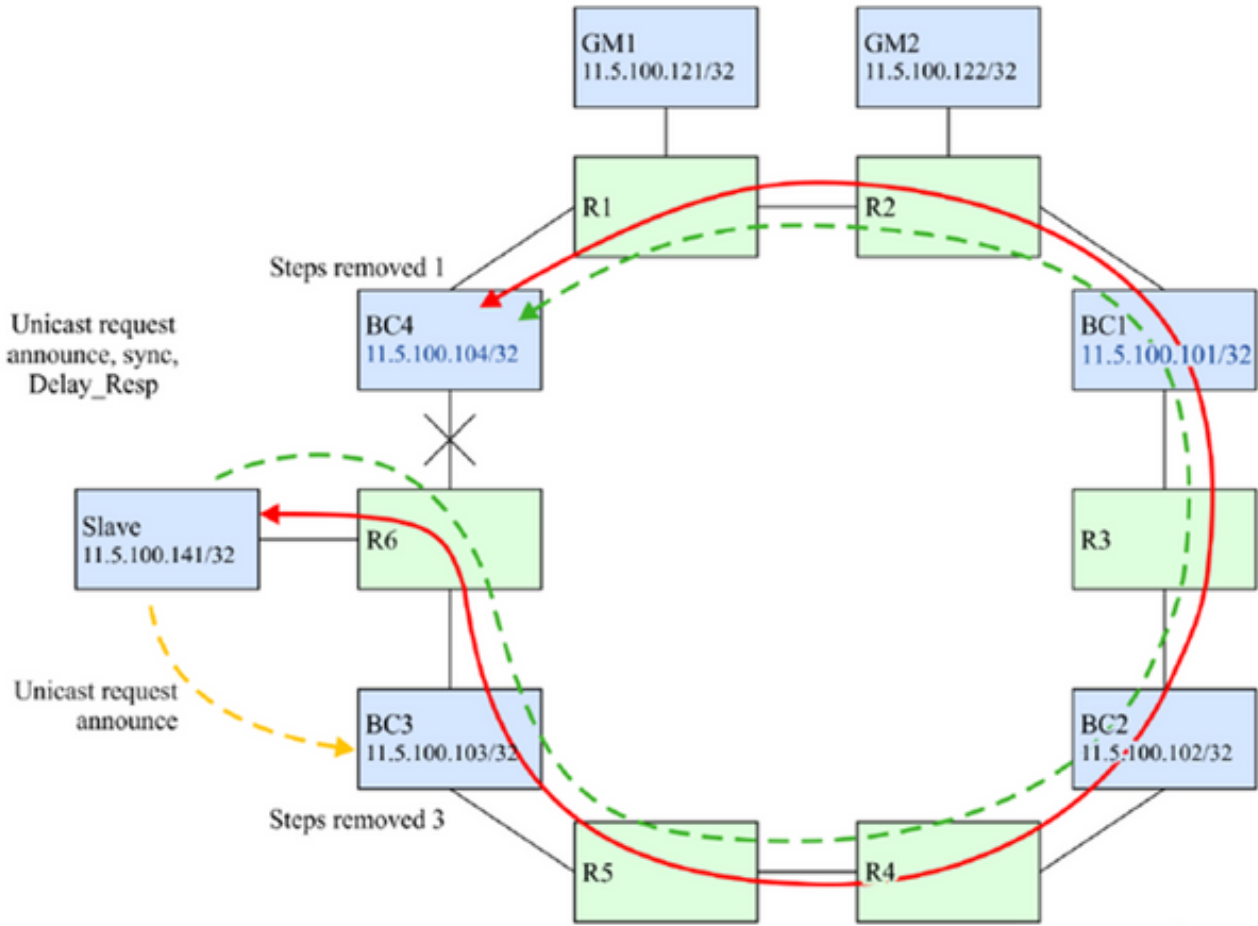 GM1
11.5.100.121/32
GM2
11.5.100.122/32
R1
R2
Steps removed 1
BC4
11.5.100.104/32
BC1
11.5.100.101/32
Unicast request
announce, sync,
Delay_Resp
Slave
11.5.100.141/32
R6
R3
Unicast request
announce
BC3
11.5.100.103/32
BC2
11.5.100.102/32
Steps removed 3
R5
R4